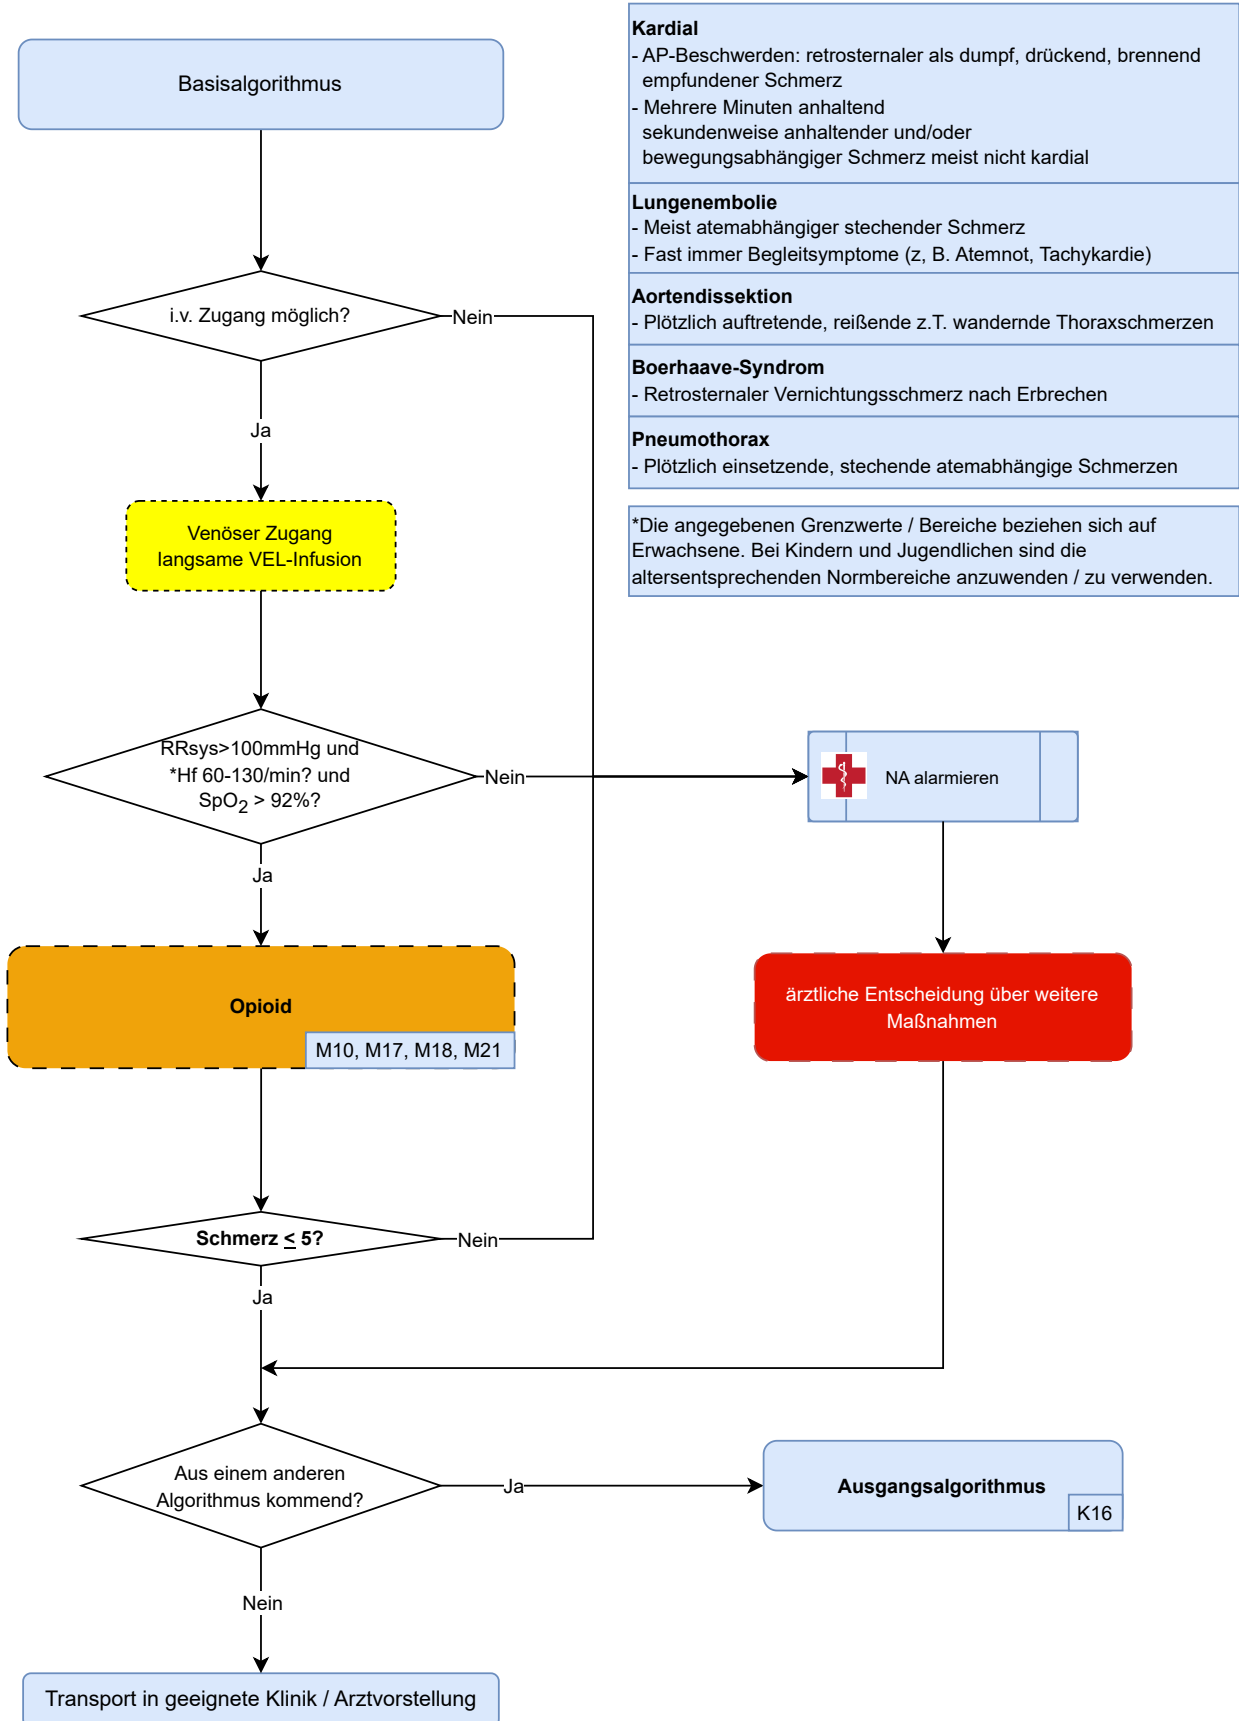 Basisalgorithmus
Kardial
- AP-Beschwerden: retrosternaler als dumpf, drückend, brennend
empfundener Schmerz
- Mehrere Minuten anhaltend
sekundenweise anhaltender und/oder
bewegungsabhängiger Schmerz meist nicht kardial
Lungenembolie
- Meist atemabhängiger stechender Schmerz
- Fast immer Begleitsymptome (z, B. Atemnot, Tachykardie)
Aortendissektion
- Plötzlich auftretende, reißende z.T. wandernde Thoraxschmerzen
Boerhaave-Syndrom
- Retrosternaler Vernichtungsschmerz nach Erbrechen
Pneumothorax
- Plötzlich einsetzende, stechende atemabhängige Schmerzen
*Die angegebenen Grenzwerte / Bereiche beziehen sich auf
Erwachsene. Bei Kindern und Jugendlichen sind die
altersentsprechenden Normbereiche anzuwenden / zu verwenden.
i.v. Zugang möglich?
Nein
Ja
Venöser Zugang
langsame VEL-Infusion
RRsys>100mmHg und
*Hf 60-130/min? und
SpO2 > 92%?
Nein
NA alarmieren
Ja
Opioid
M10, M17, M18, M21
ärztliche Entscheidung über weitere
Maßnahmen
Schmerz ≤ 5?
Nein
Ja
Aus einem anderen
Algorithmus kommend?
Ja
Ausgangsalgorithmus
K16
Nein
Transport in geeignete Klinik / Arztvorstellung